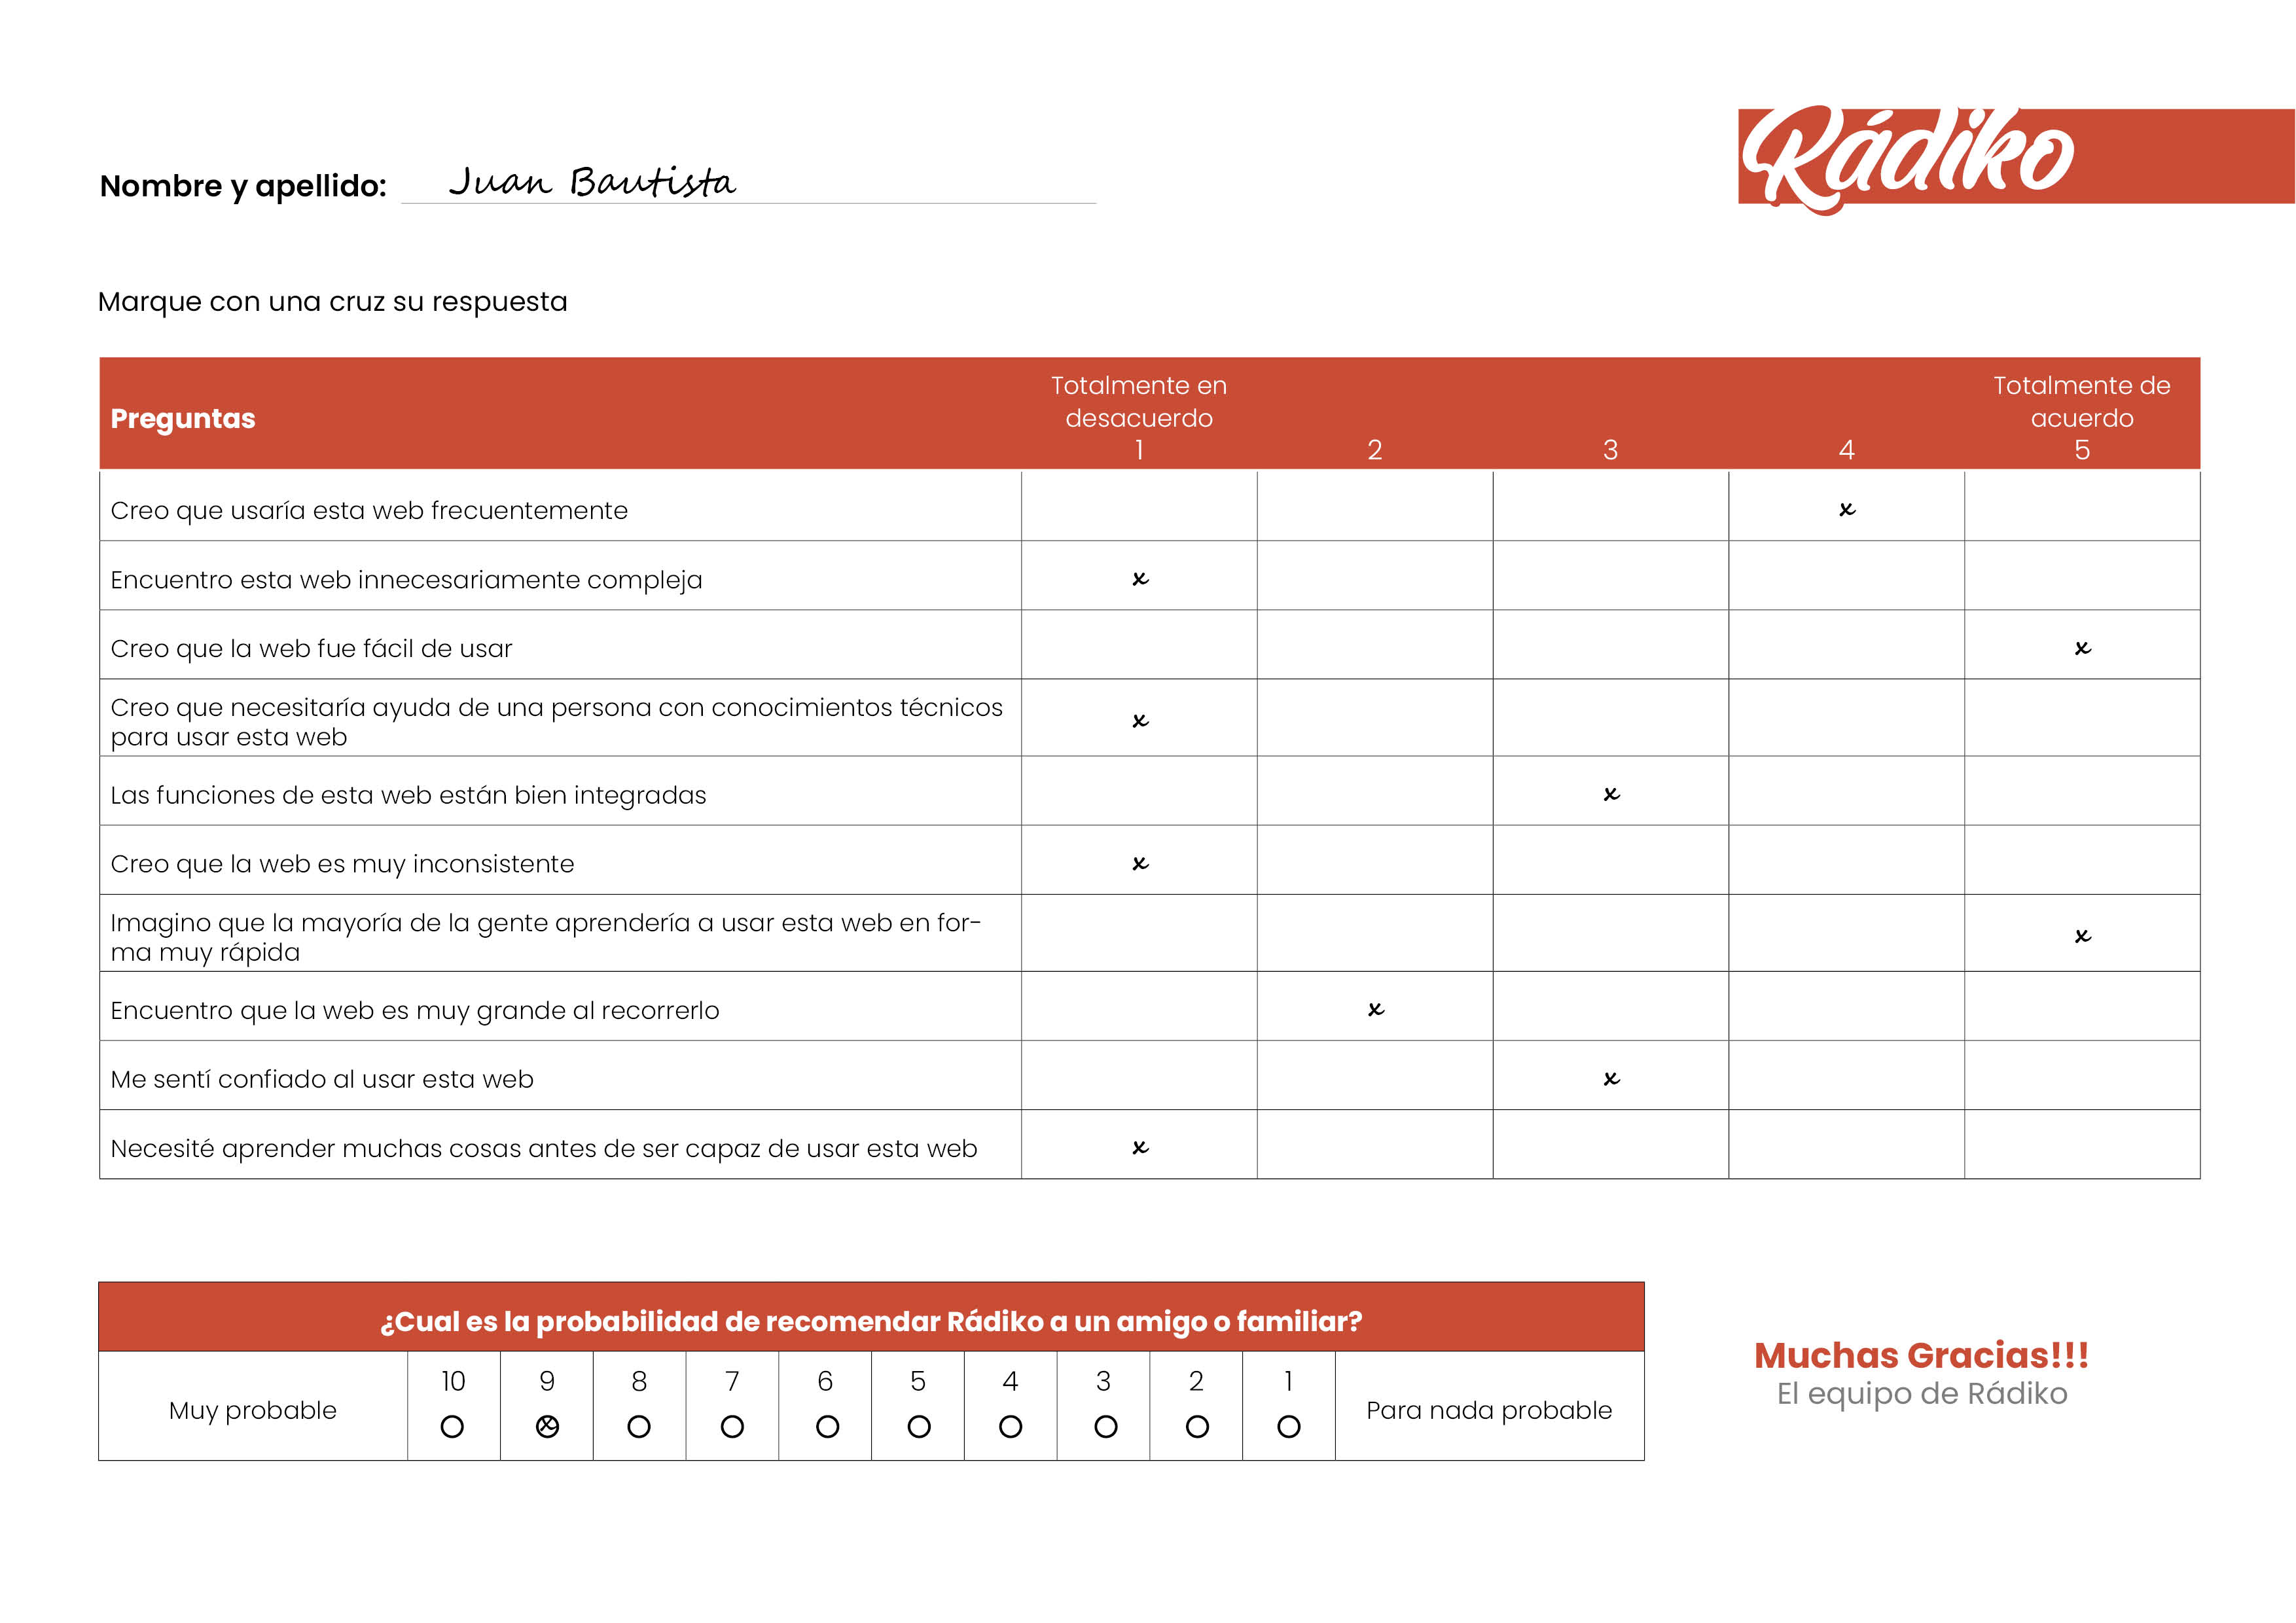 Rádiko
Nombre y apellido: Juan Bautista
Marque con una cruz su respuesta
Preguntas
Totalmente en
desacuerdo
1
2
3
4
Totalmente de
acuerdo
5
Creo que usaría esta web frecuentemente x
Encuentro esta web innecesariamente compleja x
Creo que la web fue fácil de usar x
Creo que necesitaría ayuda de una persona con conocimientos técnicos
para usar esta web x
Las funciones de esta web están bien integradas x
Creo que la web es muy inconsistente x
Imagino que la mayoría de la gente aprendería a usar esta web en for-
ma muy rápida x
Encuentro que la web es muy grande al recorrerlo x
Me sentí confiado al usar esta web x
Necesité aprender muchas cosas antes de ser capaz de usar esta web x
¿Cual es la probabilidad de recomendar Rádiko a un amigo o familiar?
Muy probable
10 9 8 7 6 5 4 3 2 1
x
Para nada probable
Muchas Gracias!!!
El equipo de Rádiko